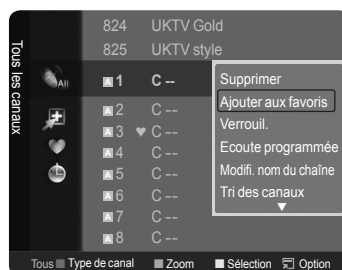 824 UKTV Gold
825 UKTV style
Tous les canaux
All
A 1 C --
A 2 C --
A 3 ♥ C --
A 4 C --
A 5 C --
A 6 C --
A 7 C --
A 8 C --
Supprimer
Ajouter aux favoris
Verrouil.
Ecoute programmée
Modifi. nom du chaîne
Tri des canaux
Tous Type de canal Zoom Sélection Option